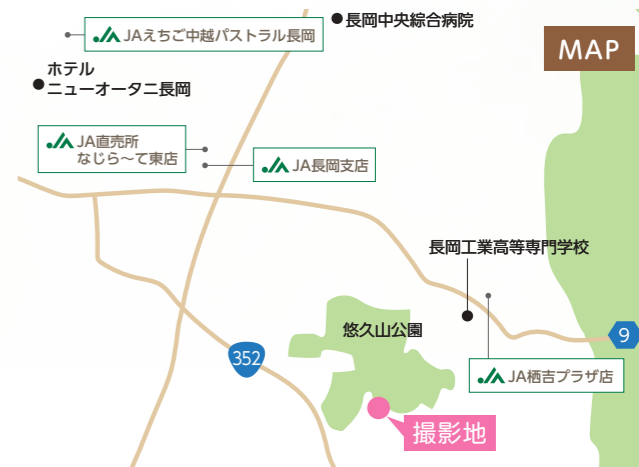 長岡中央綜合病院
JAえちご中越パストラル長岡
MAP
ホテル
ニューオータニ長岡
JA直売所
なじら～て東店
JA長岡支店
長岡工業高等専門学校
悠久山公園
9
352
JA栖吉プラザ店
撮影地